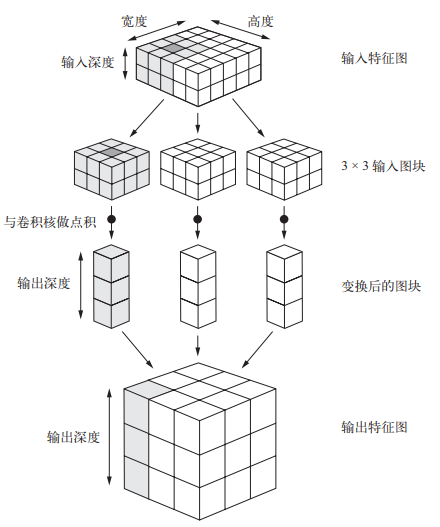 宽度
高度
输入深度
输入特征图
3 × 3 输入图块
与卷积核做点积
输出深度
变换后的图块
输出深度
输出特征图